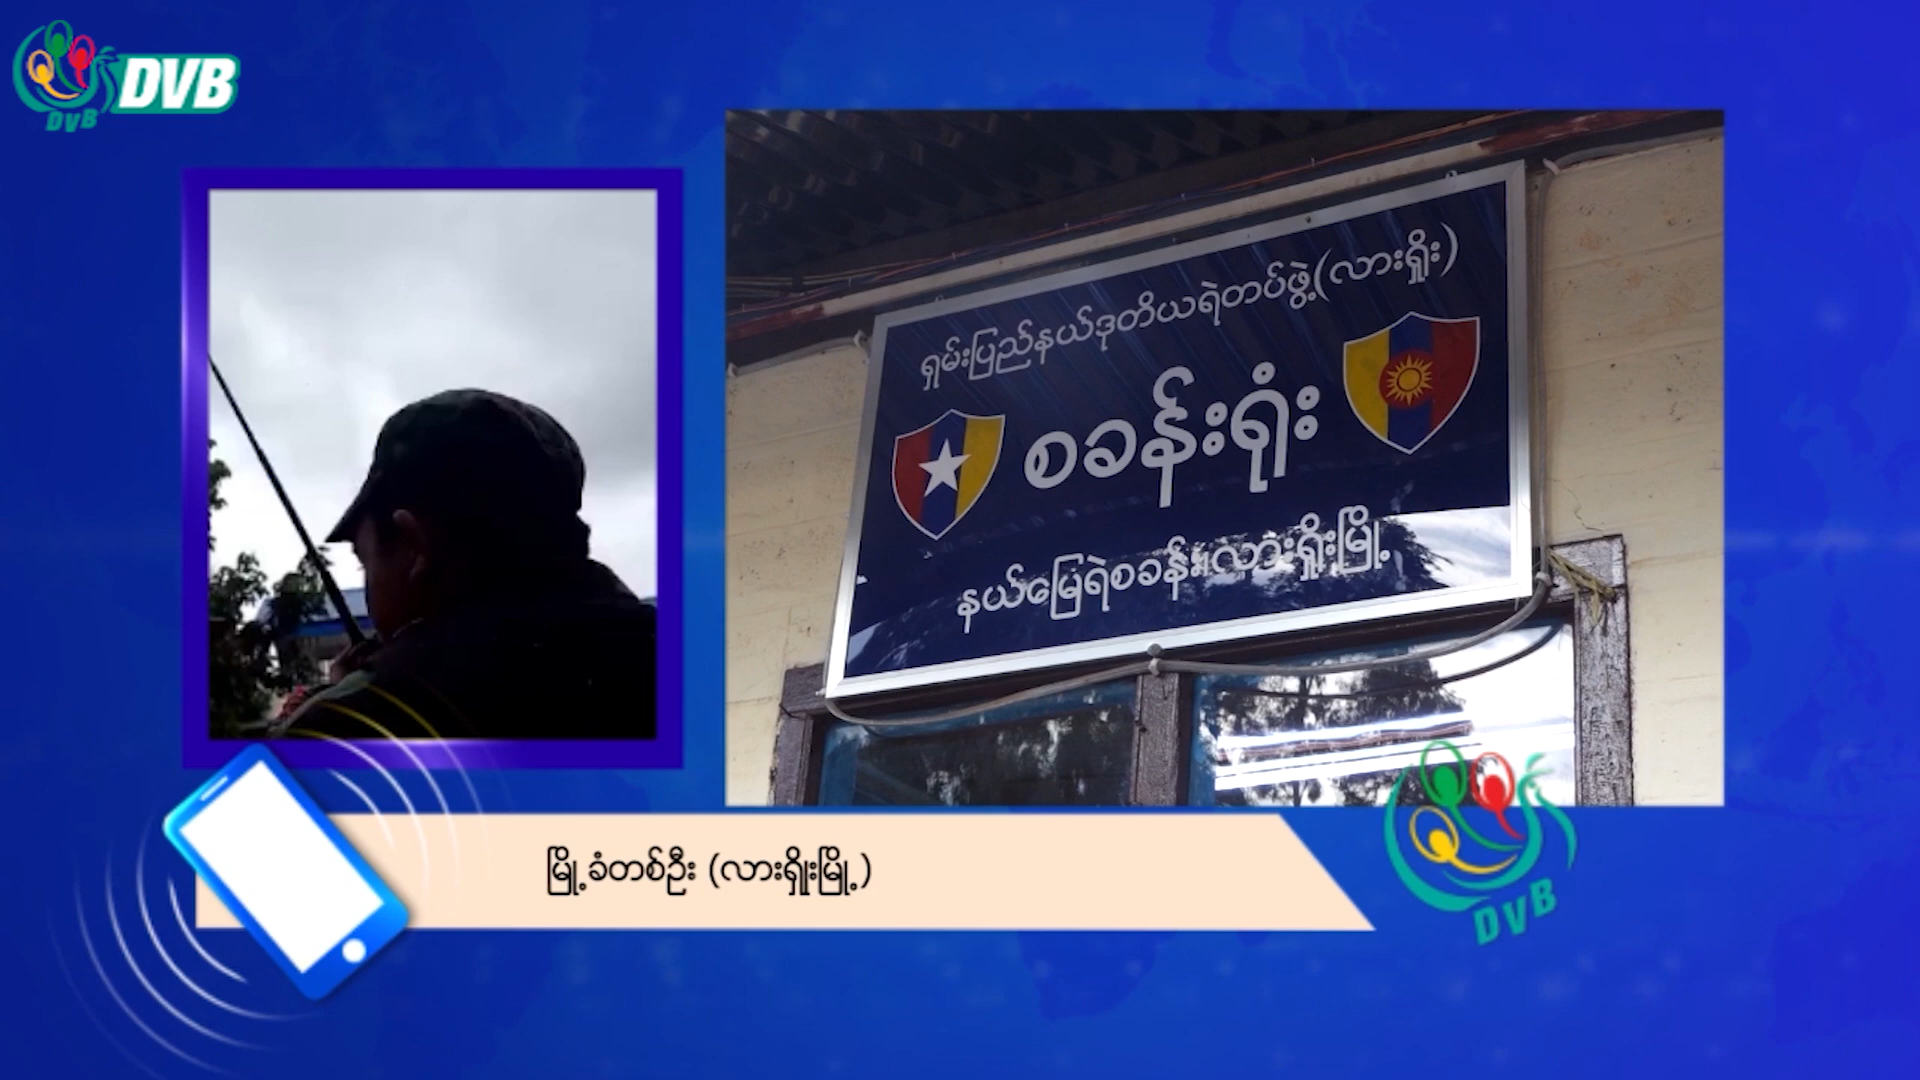 DVB
DVB
ရှမ်းပြည်နယ်ဒုတိယရဲတပ်ဖွဲ့(လားရှိုး)
စခန်းရုံး
နယ်မြေရဲစခန်း၊လားရှိုးမြို့
မြို့ခံတစ်ဦး (လားရှိုးမြို့)
DVB